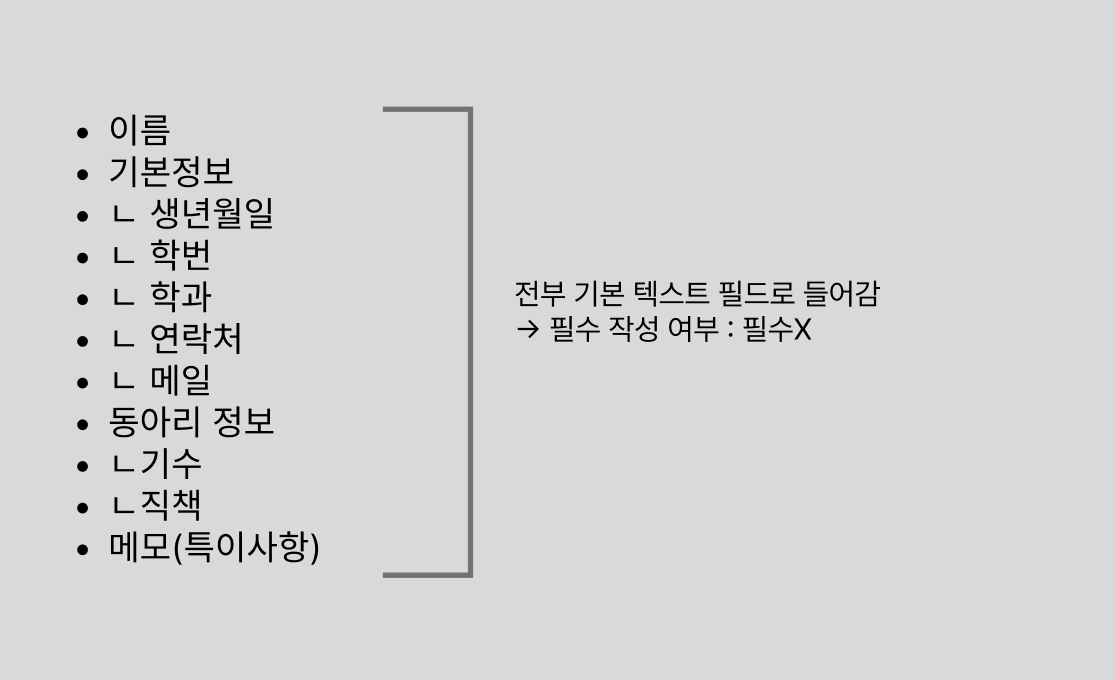 • 이름
• 기본정보
• ㄴ 생년월일
• ㄴ 학번
• ㄴ 학과
• ㄴ 연락처
• ㄴ 메일
• 동아리 정보
• ㄴ기수
• ㄴ직책
• 메모(특이사항)
전부 기본 텍스트 필드로 들어감
→ 필수 작성 여부 : 필수X